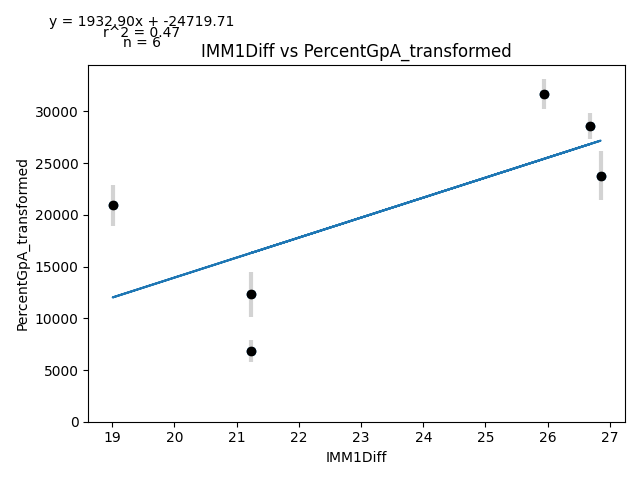 y = 1932.90x + -24719.71
r^2 = 0.47
n = 6
IMM1Diff vs PercentGpA_transformed
PercentGpA_transformed
30000
25000
20000
15000
10000
5000
0
19 20 21 22 23 24 25 26 27
IMM1Diff